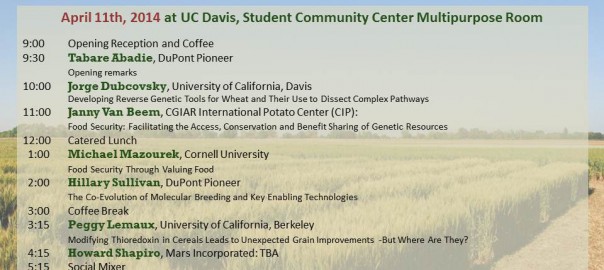 April 11th, 2014 at UC Davis, Student Community Center Multipurpose Room
9:00 Opening Reception and Coffee
9:30 Tabare Abadie, DuPont Pioneer
Opening remarks
10:00 Jorge Dubcovsky, University of California, Davis
Developing Reverse Genetic Tools for Wheat and Their Use to Dissect Complex Pathways
11:00 Janny Van Beem, CGIAR International Potato Center (CIP):
Food Security: Facilitating the Access, Conservation and Benefit Sharing of Genetic Resources
12:00 Catered Lunch
1:00 Michael Mazourek, Cornell University
Food Security Through Valuing Food
2:00 Hillary Sullivan, DuPont Pioneer
The Co-Evolution of Molecular Breeding and Key Enabling Technologies
3:00 Coffee Break
3:15 Peggy Lemaux, University of California, Berkeley
Modifying Thioredoxin in Cereals Leads to Unexpected Grain Improvements -But Where Are They?
4:15 Howard Shapiro, Mars Incorporated: TBA
5:15 Social Mixer